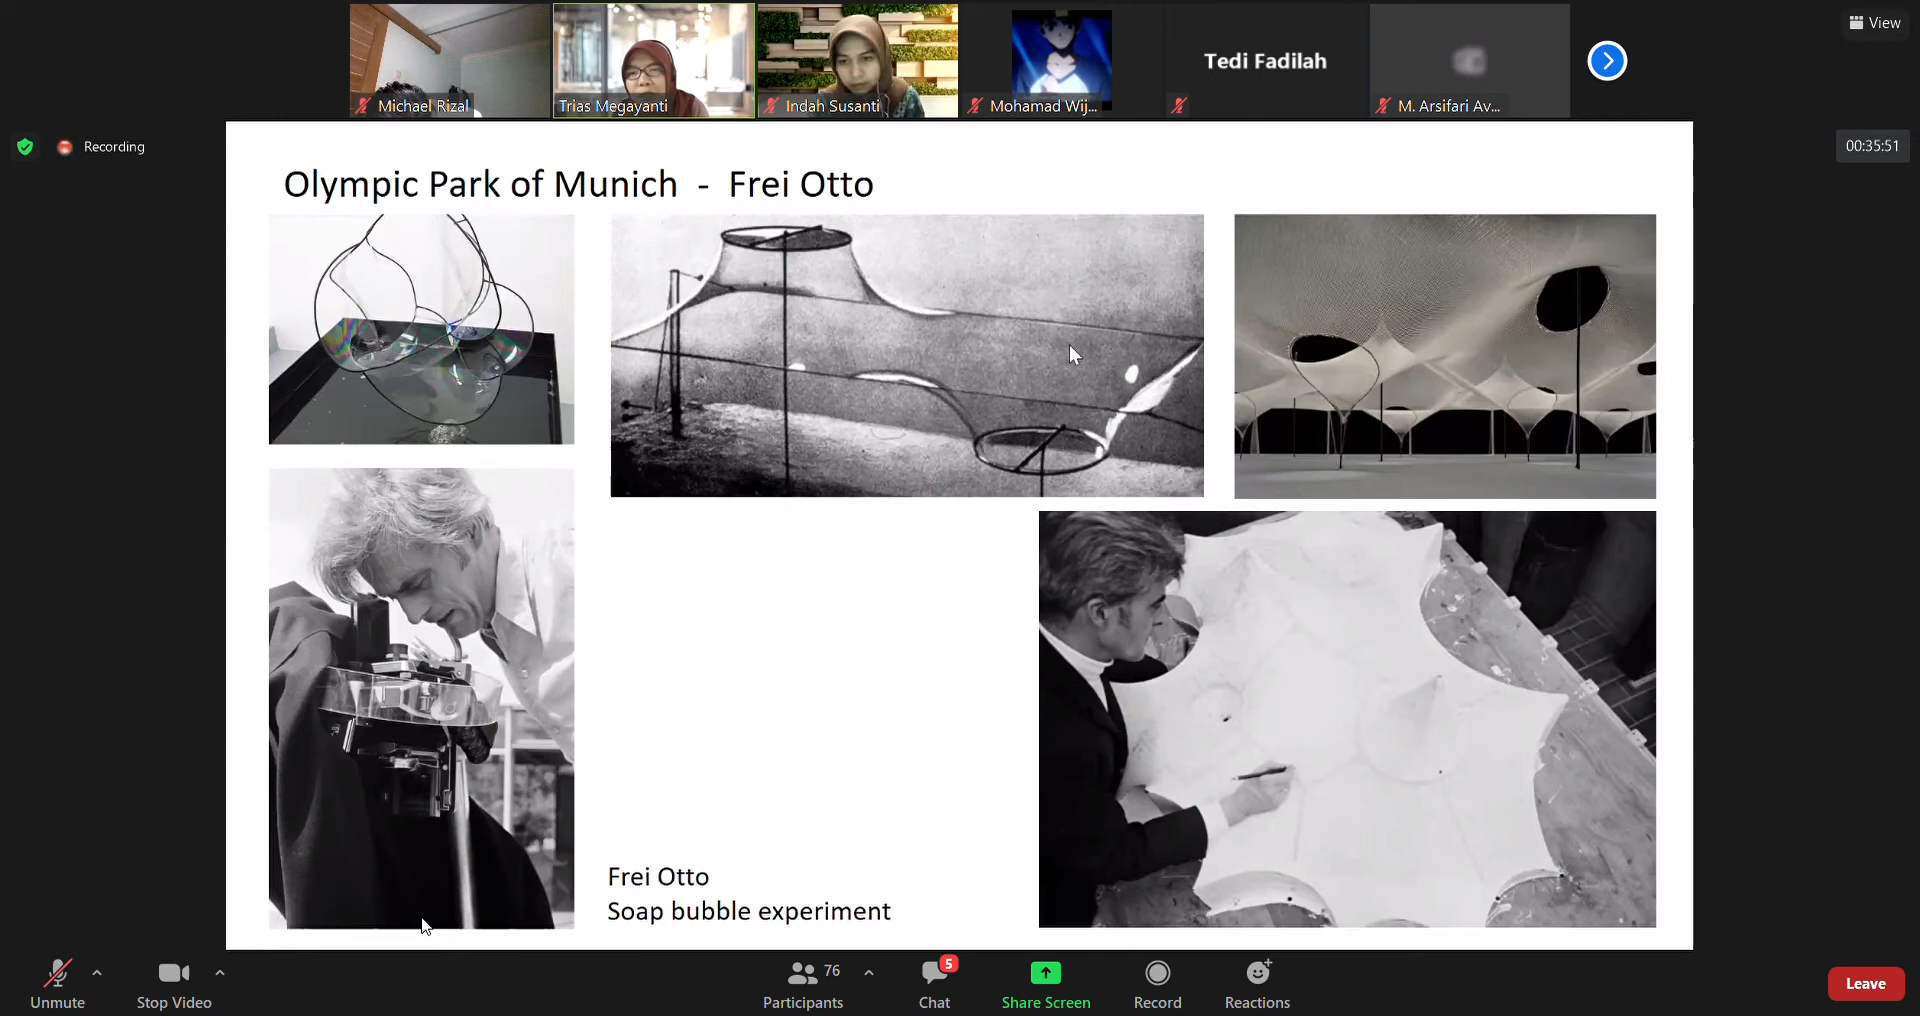 View
Michael Rizal
Trias Megayanti
Indah Susanti
Mohamad Wij...
Tedi Fadilah
M. Arsifari Av...
Recording
00:35:51
Olympic Park of Munich - Frei Otto
Frei Otto
Soap bubble experiment
Unmute
Stop Video
76
Participants
5
Chat
Share Screen
Record
Reactions
Leave